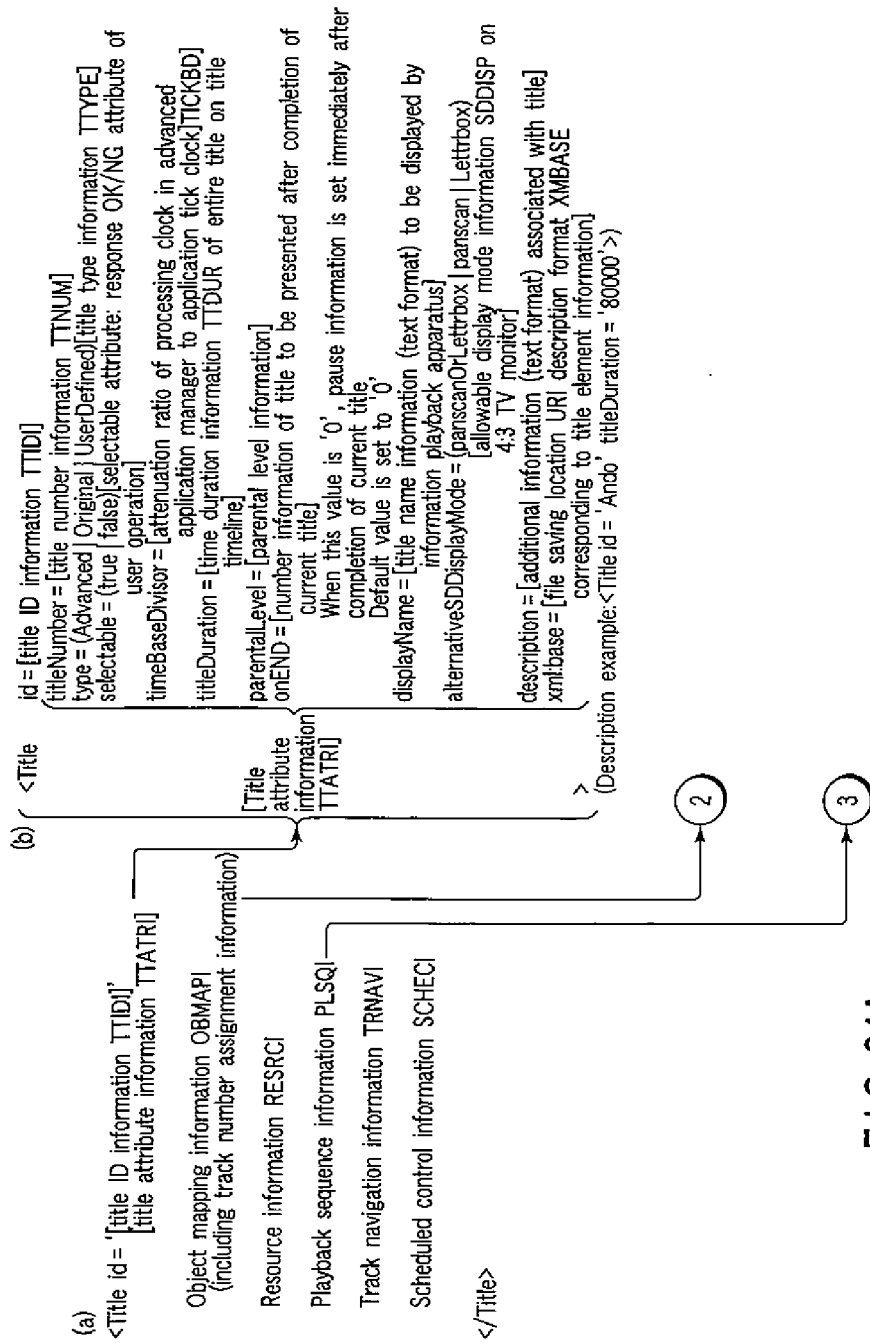 (a)
<Title id = '[title ID information TTIDI]'
[title attribute information TTATRI]
Object mapping information OBMAPI
(including track number assignment information)
Resource information RESRCI
Playback sequence information PLSQI
Track navigation information TRNAVI
Scheduled control information SCHECI
</Title>
(b)
<Title
[Title
attribute
information
TTATRI]
>
id = [title ID information TTIDI]
titleNumber = [title number information TTNUM]
type = (Advanced | Original } UserDefined)[title type information TTYPE]
selectable = (true | false)[selectable attribute: response OK/NG attribute of
user operation]
timeBaseDivisor = [attenuation ratio of processing clock in advanced
application manager to application tick clock]TICKBD]
titleDuration = [time duration information TTDUR of entire title on title
timeline]
parentalLevel = [parental level information]
onEND = [number information of title to be presented after completion of
current title]
When this value is '0', pause information is set immediately after
completion of current title
Default value is set to '0'
displayName = [title name information (text format) to be displayed by
information playback apparatus]
alternativeSDDisplayMode = (panscanOrLettrbox | panscan | Lettrbox)
[allowable display mode information SDDISP on
4:3 TV monitor]
description = [additional information (text format) associated with title]
xml:base = [file saving location URI description format XMBASE
corresponding to title element information]
(Description example:<Title id = 'Ando' titleDuration = '80000'>)
2
3